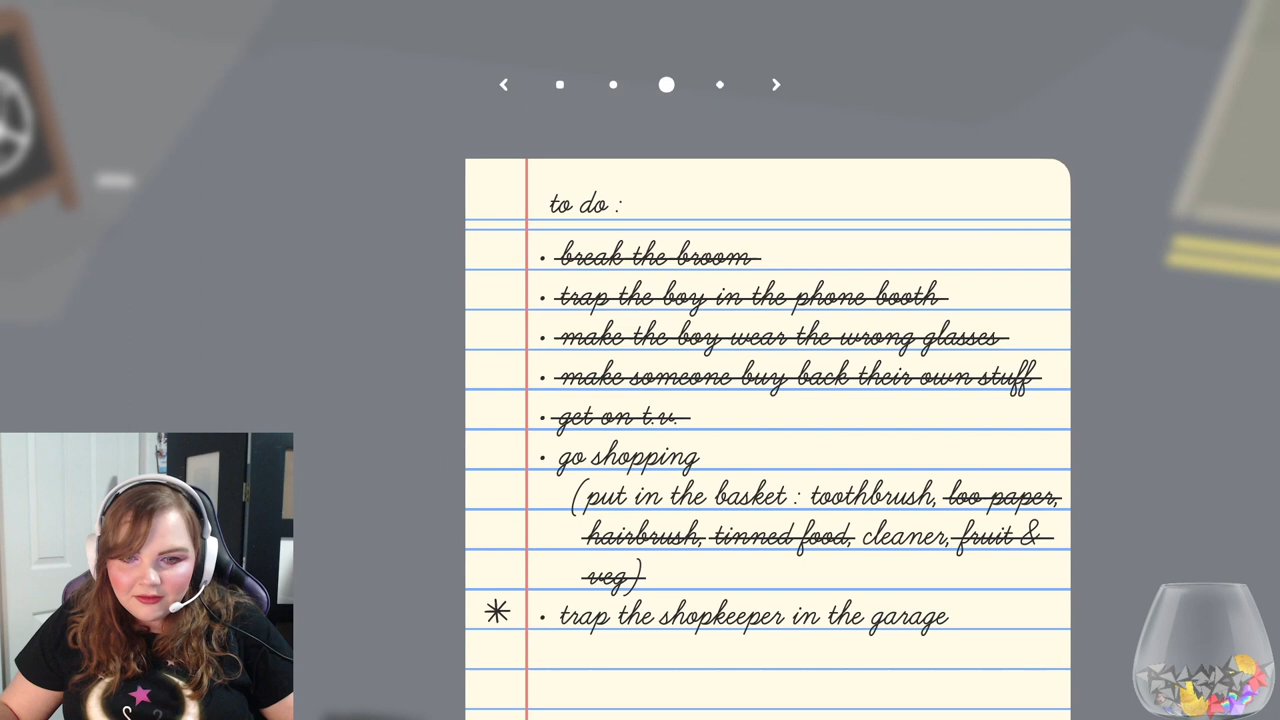 to do :
• break the broom
• trap the boy in the phone booth
• make the boy wear the wrong glasses
• make someone buy back their own stuff
• get on t.v.
• go shopping
(put in the basket : toothbrush, loo paper,
hairbrush, tinned food, cleaner, fruit &
veg)
• trap the shopkeeper in the garage